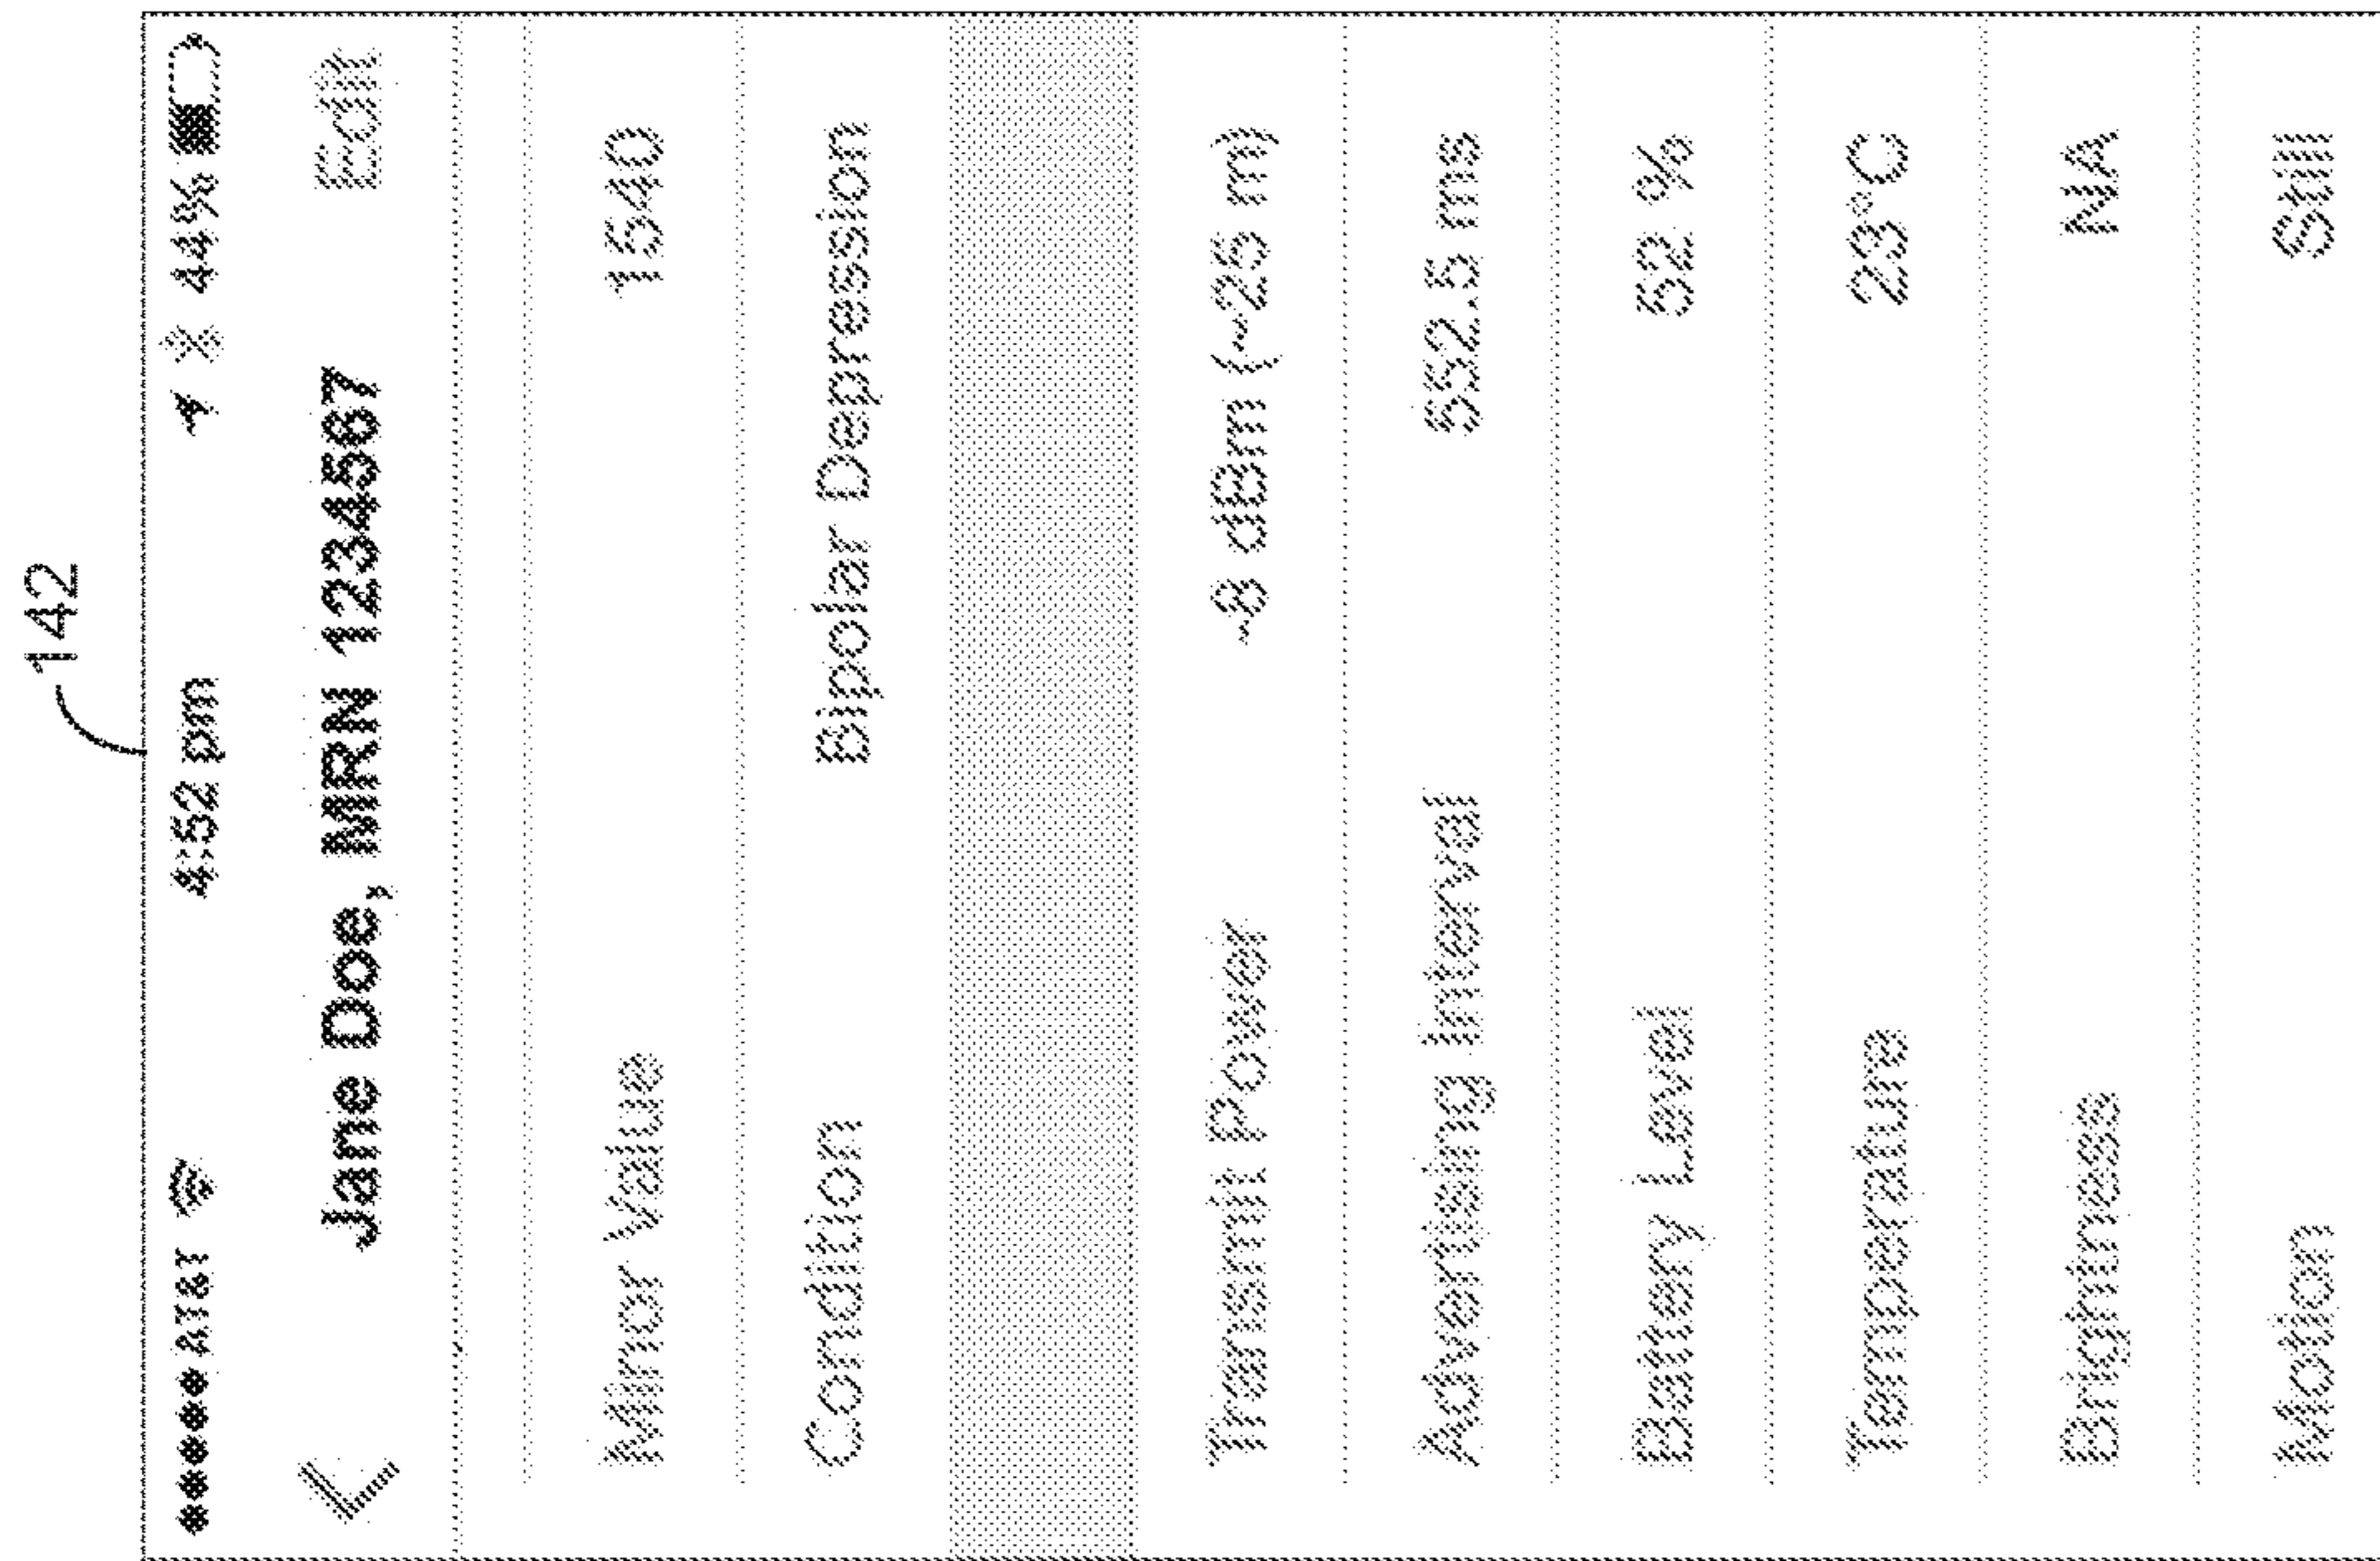 142
AT&T 4:52 pm 44%
Jane Doe, MRN 1234567 Edit
Minor Value 1540
Condition Bipolar Depression
Transmit Power -8 dBm (~25 m)
Advertising Interval 552.5 ms
Battery Level 52 %
Temperature 23°C
Brightness NA
Motion Still